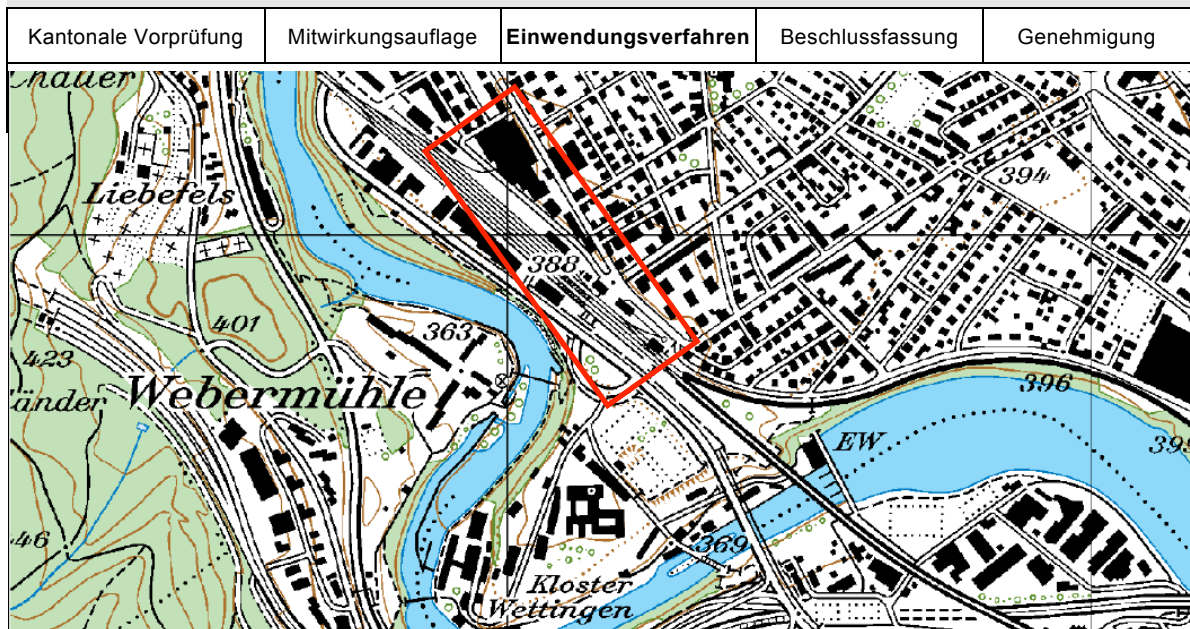 Kantonale Vorprüfung Mitwirkungsauflage Einwendungsverfahren Beschlussfassung Genehmigung
Liebefels
394
388
401
363
423
Webermühle
396
änder
EW
46
369
Kloster
Wettingen